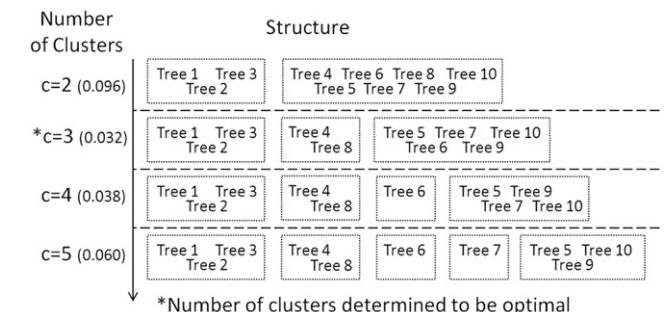 Number
of Clusters
Structure
c=2 (0.096)
Tree 1 Tree 3
Tree 2
Tree 4 Tree 6 Tree 8 Tree 10
Tree 5 Tree 7 Tree 9
*c=3 (0.032)
Tree 1 Tree 3
Tree 2
Tree 4
Tree 8
Tree 5 Tree 7 Tree 10
Tree 6 Tree 9
c=4 (0.038)
Tree 1 Tree 3
Tree 2
Tree 4
Tree 8
Tree 6
Tree 5 Tree 9
Tree 7 Tree 10
c=5 (0.060)
Tree 1 Tree 3
Tree 2
Tree 4
Tree 8
Tree 6
Tree 7
Tree 5 Tree 10
Tree 9
*Number of clusters determined to be optimal